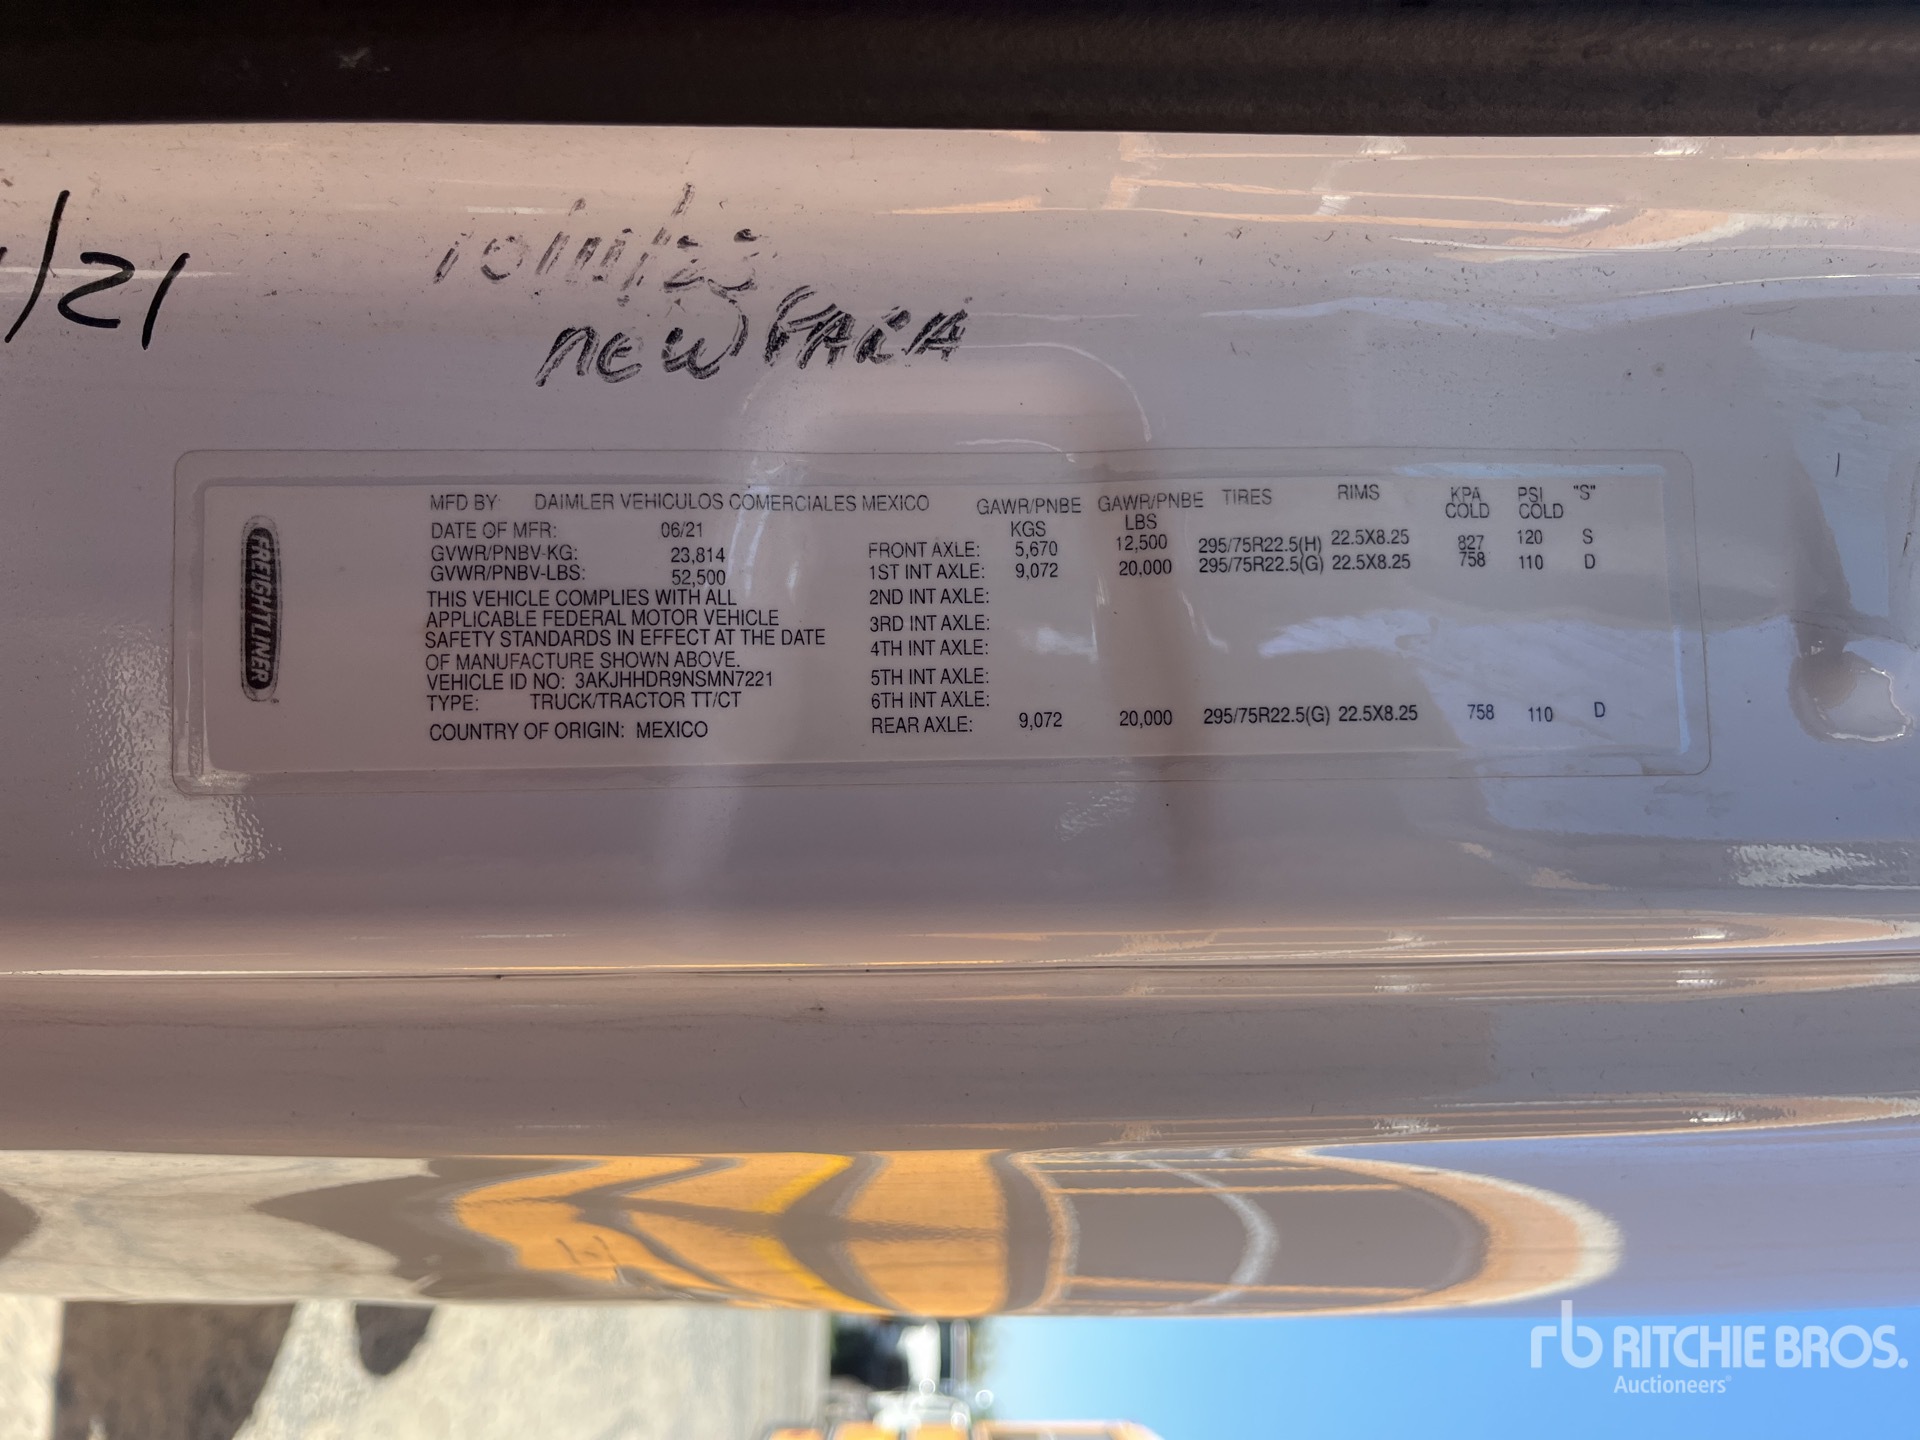 /21
10/11/23
NEW PARA
FREIGHTLINER
MFD BY: DAIMLER VEHICULOS COMERCIALES MEXICO
DATE OF MFR: 06/21
GVWR/PNBV-KG: 23,814
GVWR/PNBV-LBS: 52,500
THIS VEHICLE COMPLIES WITH ALL
APPLICABLE FEDERAL MOTOR VEHICLE
SAFETY STANDARDS IN EFFECT AT THE DATE
OF MANUFACTURE SHOWN ABOVE.
VEHICLE ID NO: 3AKJHHDR9NSMN7221
TYPE: TRUCK/TRACTOR TT/CT
COUNTRY OF ORIGIN: MEXICO
GAWR/PNBE GAWR/PNBE TIRES RIMS KPA PSI "S"
KGS LBS COLD COLD
FRONT AXLE: 5,670 12,500 295/75R22.5(H) 22.5X8.25 827 120 S
1ST INT AXLE: 9,072 20,000 295/75R22.5(G) 22.5X8.25 758 110 D
2ND INT AXLE:
3RD INT AXLE:
4TH INT AXLE:
5TH INT AXLE:
6TH INT AXLE:
REAR AXLE: 9,072 20,000 295/75R22.5(G) 22.5X8.25 758 110 D
rb RITCHIE BROS.
Auctioneers